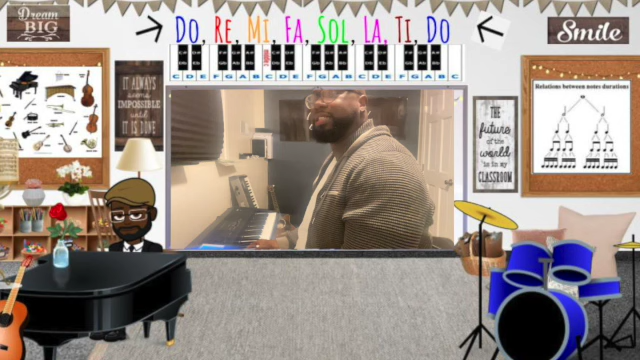 Dream
BIG
Do, Re, Mi, Fa, Sol, La, Ti, Do
Smile
C D E F G A B C D E F G A B C D E F G A B C
IT ALWAYS
seems
IMPOSSIBLE
until
IT IS DONE
THE
future
of the
world
is in my
CLASSROOM
Relations between notes durations